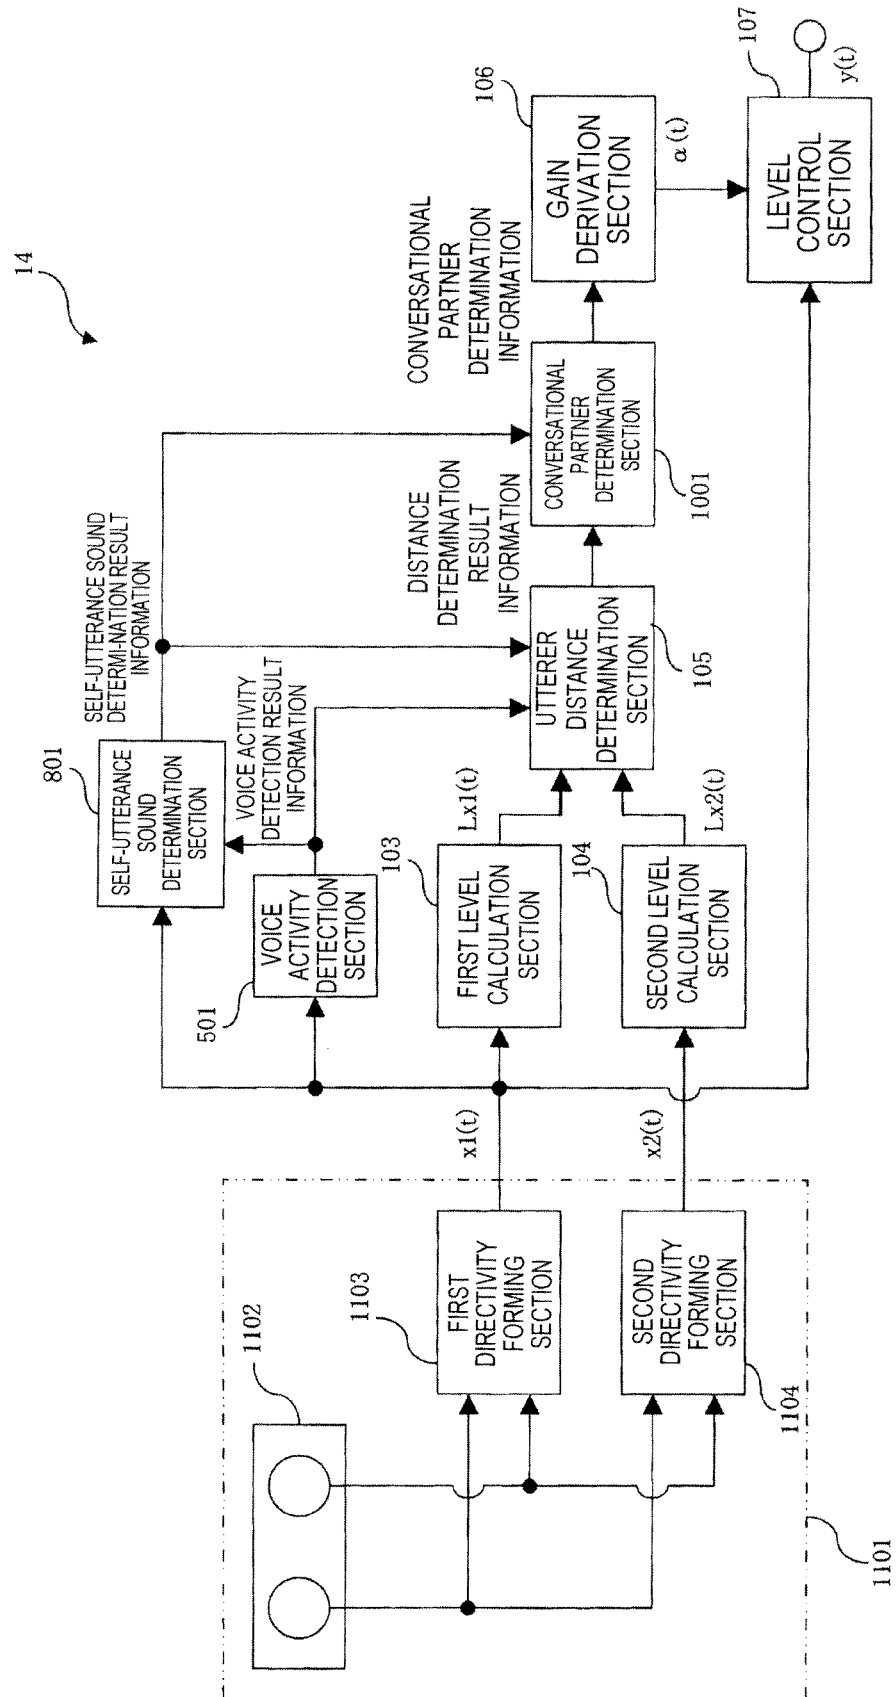 14
SELF-UTTERANCE SOUND
DETERMI-NATION RESULT
INFORMATION
801
SELF-UTTERANCE
SOUND
DETERMINATION
SECTION
VOICE ACTIVITY
DETECTION RESULT
INFORMATION
501
VOICE
ACTIVITY
DETECTION
SECTION
1102
1103
FIRST
DIRECTIVITY
FORMING
SECTION
x1(t)
103
FIRST LEVEL
CALCULATION
SECTION
Lx1(t)
SECOND
DIRECTIVITY
FORMING
SECTION
1104
x2(t)
104
SECOND LEVEL
CALCULATION
SECTION
Lx2(t)
UTTERER
DISTANCE
DETERMINATION
SECTION
105
DISTANCE
DETERMINATION
RESULT
INFORMATION
CONVERSATIONAL
PARTNER
DETERMINATION
SECTION
1001
CONVERSATIONAL
PARTNER
DETERMINATION
INFORMATION
106
GAIN
DERIVATION
SECTION
α(t)
107
LEVEL
CONTROL
SECTION
y(t)
1101